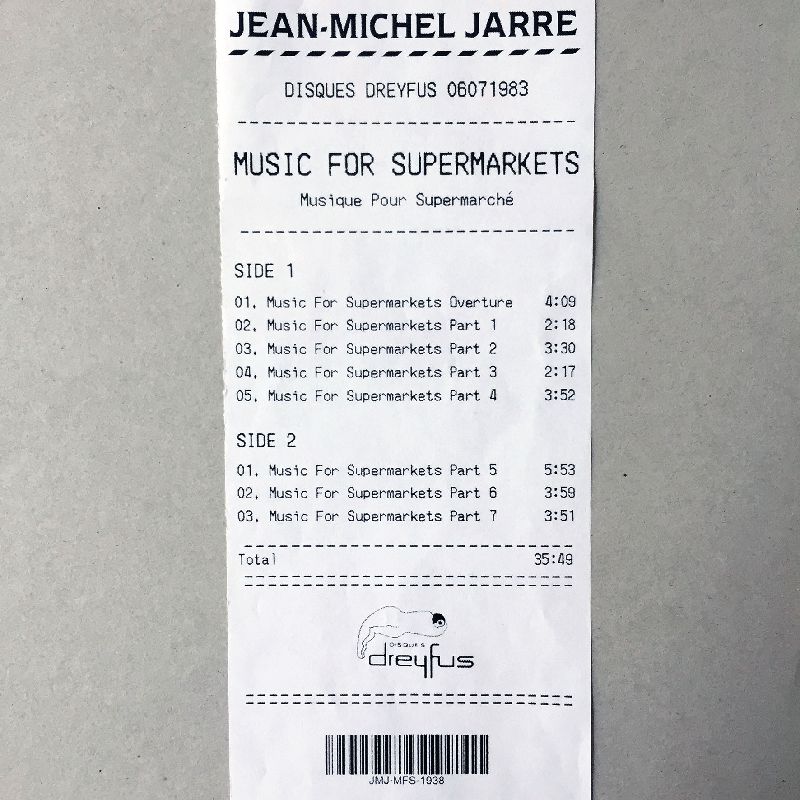 JEAN-MICHEL JARRE
DISQUES DREYFUS 06071983
MUSIC FOR SUPERMARKETS
Musique Pour Supermarché
SIDE 1
01. Music For Supermarkets Overture 4:09
02. Music For Supermarkets Part 1 2:18
03. Music For Supermarkets Part 2 3:30
04. Music For Supermarkets Part 3 2:17
05. Music For Supermarkets Part 4 3:52
SIDE 2
01. Music For Supermarkets Part 5 5:53
02. Music For Supermarkets Part 6 3:59
03. Music For Supermarkets Part 7 3:51
Total 35:49
DISQUES
dreyfus
JMJ-MFS-1938